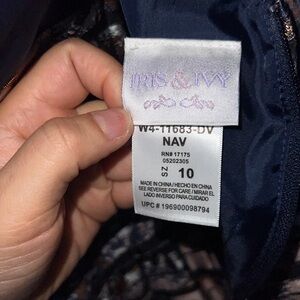 IRIS & IVY
W4-11683-DV
NAV
RN# 17175
05202305
SZ 10
MADE IN CHINA / HECHO EN CHINA
SEE REVERSE FOR CARE / MIRAR EL
LADO INVERSO PARA CUIDADO
UPC # 196900098794